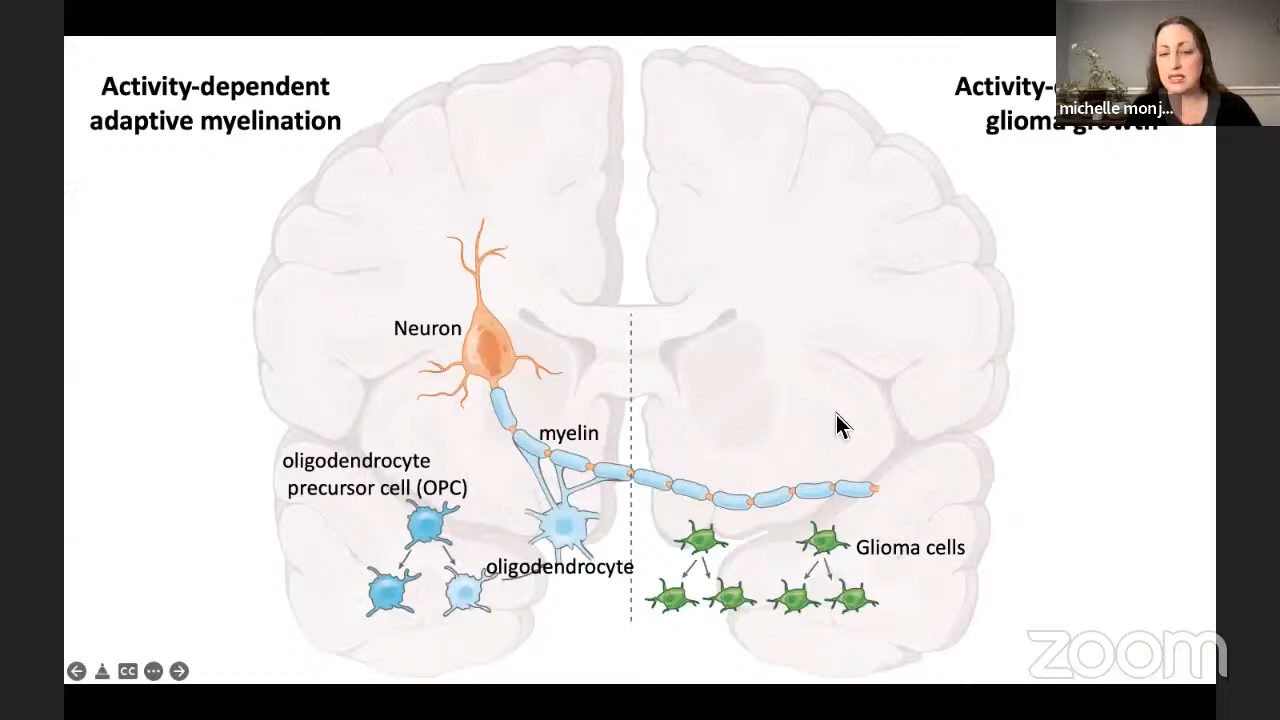 Activity-dependent
adaptive myelination
Activity-
glioma growth
michelle monj...
Neuron
myelin
oligodendrocyte
precursor cell (OPC)
oligodendrocyte
Glioma cells
CC
zoom